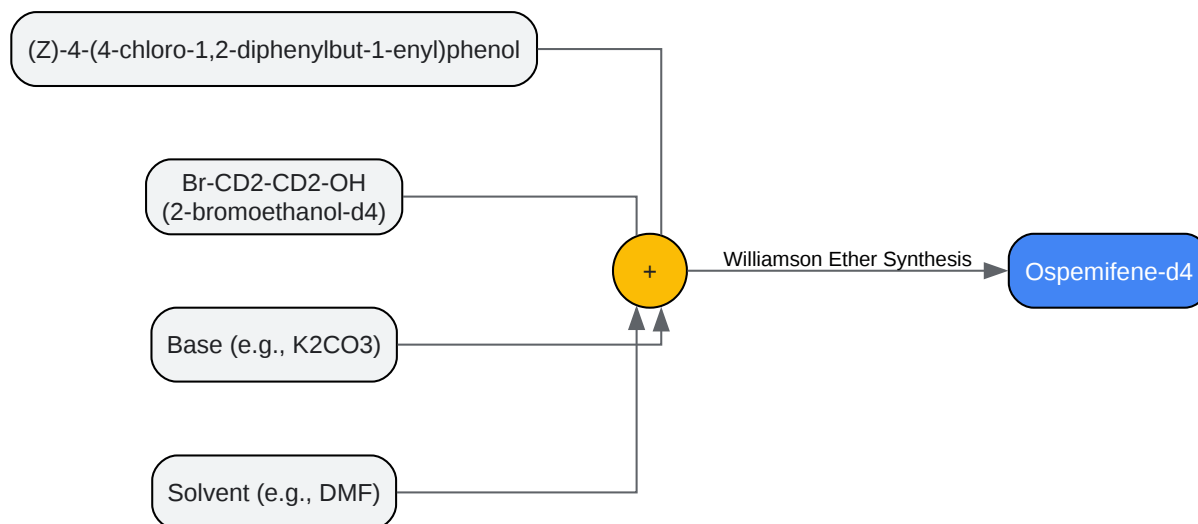 (Z)-4-(4-chloro-1,2-diphenylbut-1-enyl)phenol
Br-CD2-CD2-OH
(2-bromoethanol-d4)
Base (e.g., K2CO3)
Solvent (e.g., DMF)
+
Williamson Ether Synthesis
Ospemifene-d4